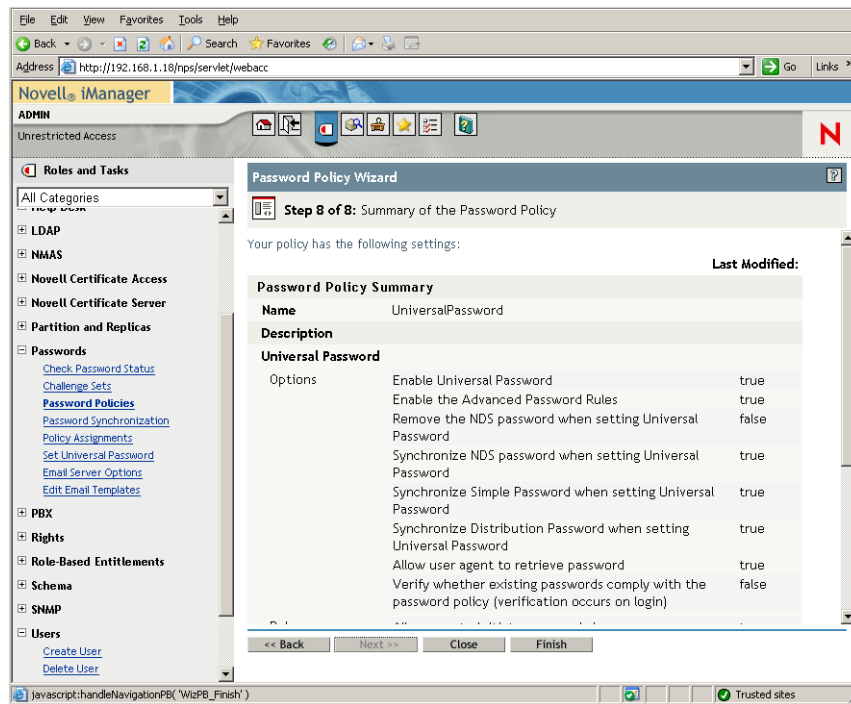 File Edit View Favorites Tools Help
Back Search Favorites
Address http://192.168.1.18/nps/servlet/webacc Go Links »
Novell® iManager
ADMIN
Unrestricted Access
N
Roles and Tasks
All Categories
Help Desk
LDAP
NMAS
Novell Certificate Access
Novell Certificate Server
Partition and Replicas
Passwords
Check Password Status
Challenge Sets
Password Policies
Password Synchronization
Policy Assignments
Set Universal Password
Email Server Options
Edit Email Templates
PBX
Rights
Role-Based Entitlements
Schema
SNMP
Users
Create User
Delete User
Password Policy Wizard ?
Step 8 of 8: Summary of the Password Policy
Your policy has the following settings:
Last Modified:
Password Policy Summary
Name UniversalPassword
Description
Universal Password
Options Enable Universal Password true
Enable the Advanced Password Rules true
Remove the NDS password when setting Universal false
Password
Synchronize NDS password when setting Universal true
Password
Synchronize Simple Password when setting Universal true
Password
Synchronize Distribution Password when setting true
Universal Password
Allow user agent to retrieve password true
Verify whether existing passwords comply with the false
password policy (verification occurs on login)
<< Back Next >> Close Finish
javascript:handleNavigationPB( 'WizPB_Finish' ) Trusted sites